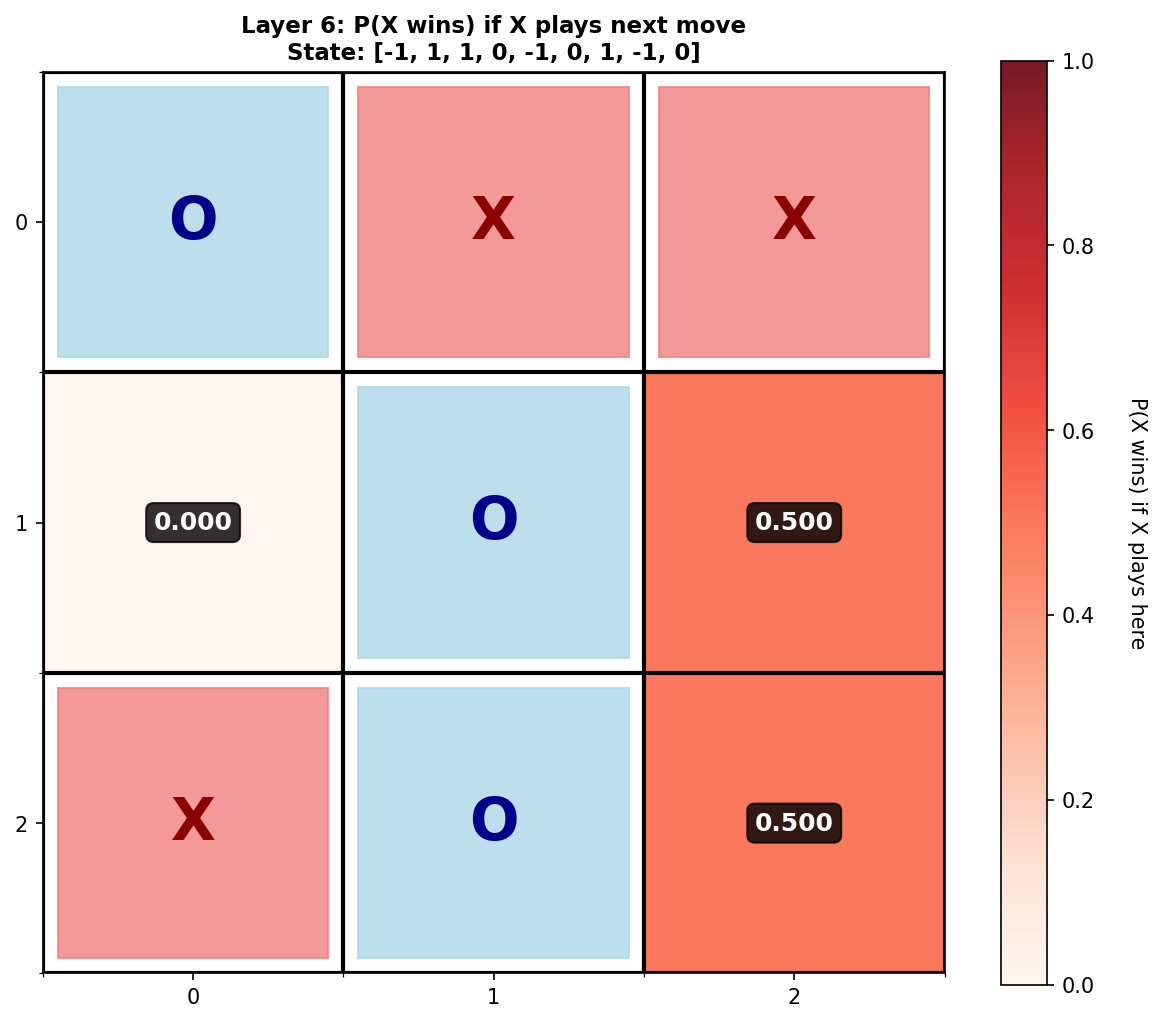 Layer 6: P(X wins) if X plays next move
State: [-1, 1, 1, 0, -1, 0, 1, -1, 0]
0
O
X
X
1
0.000
O
0.500
2
X
O
0.500
0
1
2
1.0
0.8
0.6
0.4
0.2
0.0
P(X wins) if X plays here